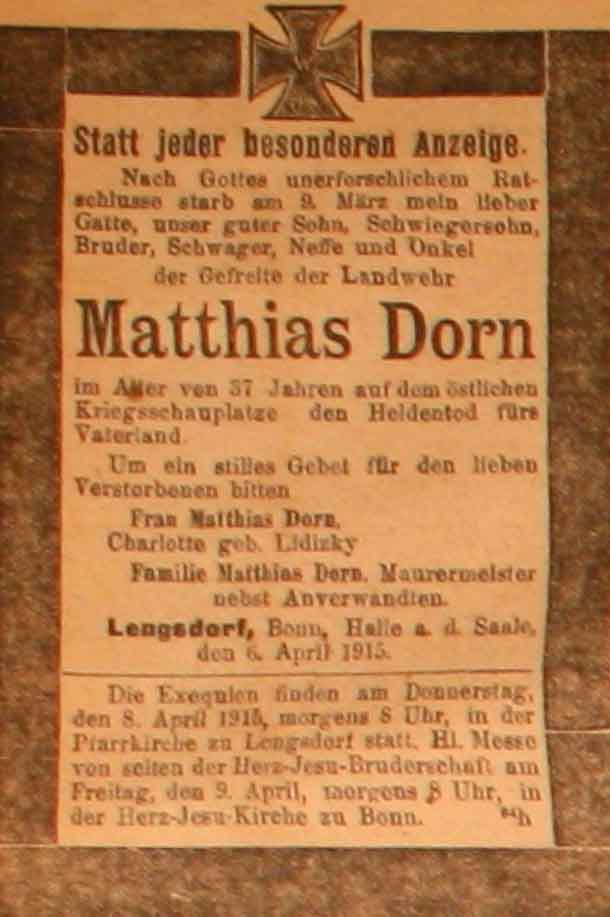 Statt jeder besonderen Anzeige.
Nach Gottes unerforschlichem Rat-
schlusse starb am 9. März mein lieber
Gatte, unser guter Sohn, Schwiegersohn,
Bruder, Schwager, Neffe und Onkel
der Gefreite der Landwehr
Matthias Dorn
im Alter von 37 Jahren auf dem östlichen
Kriegsschauplatze den Heldentod fürs
Vaterland.
Um ein stilles Gebet für den lieben
Verstorbenen bitten
Frau Matthias Dorn,
Charlotte geb. Lidizky
Familie Matthias Dorn, Maurermeister
nebst Anverwandten.
Lengsdorf, Bonn, Halle a. d. Saale,
den 6. April 1915.
Die Exequien finden am Donnerstag,
den 8. April 1915, morgens 8 Uhr, in der
Pfarrkirche zu Lengsdorf statt. Hl. Messe
von seiten der Herz-Jesu-Bruderschaft am
Freitag, den 9. April, morgens 8 Uhr, in
der Herz-Jesu-Kirche zu Bonn.